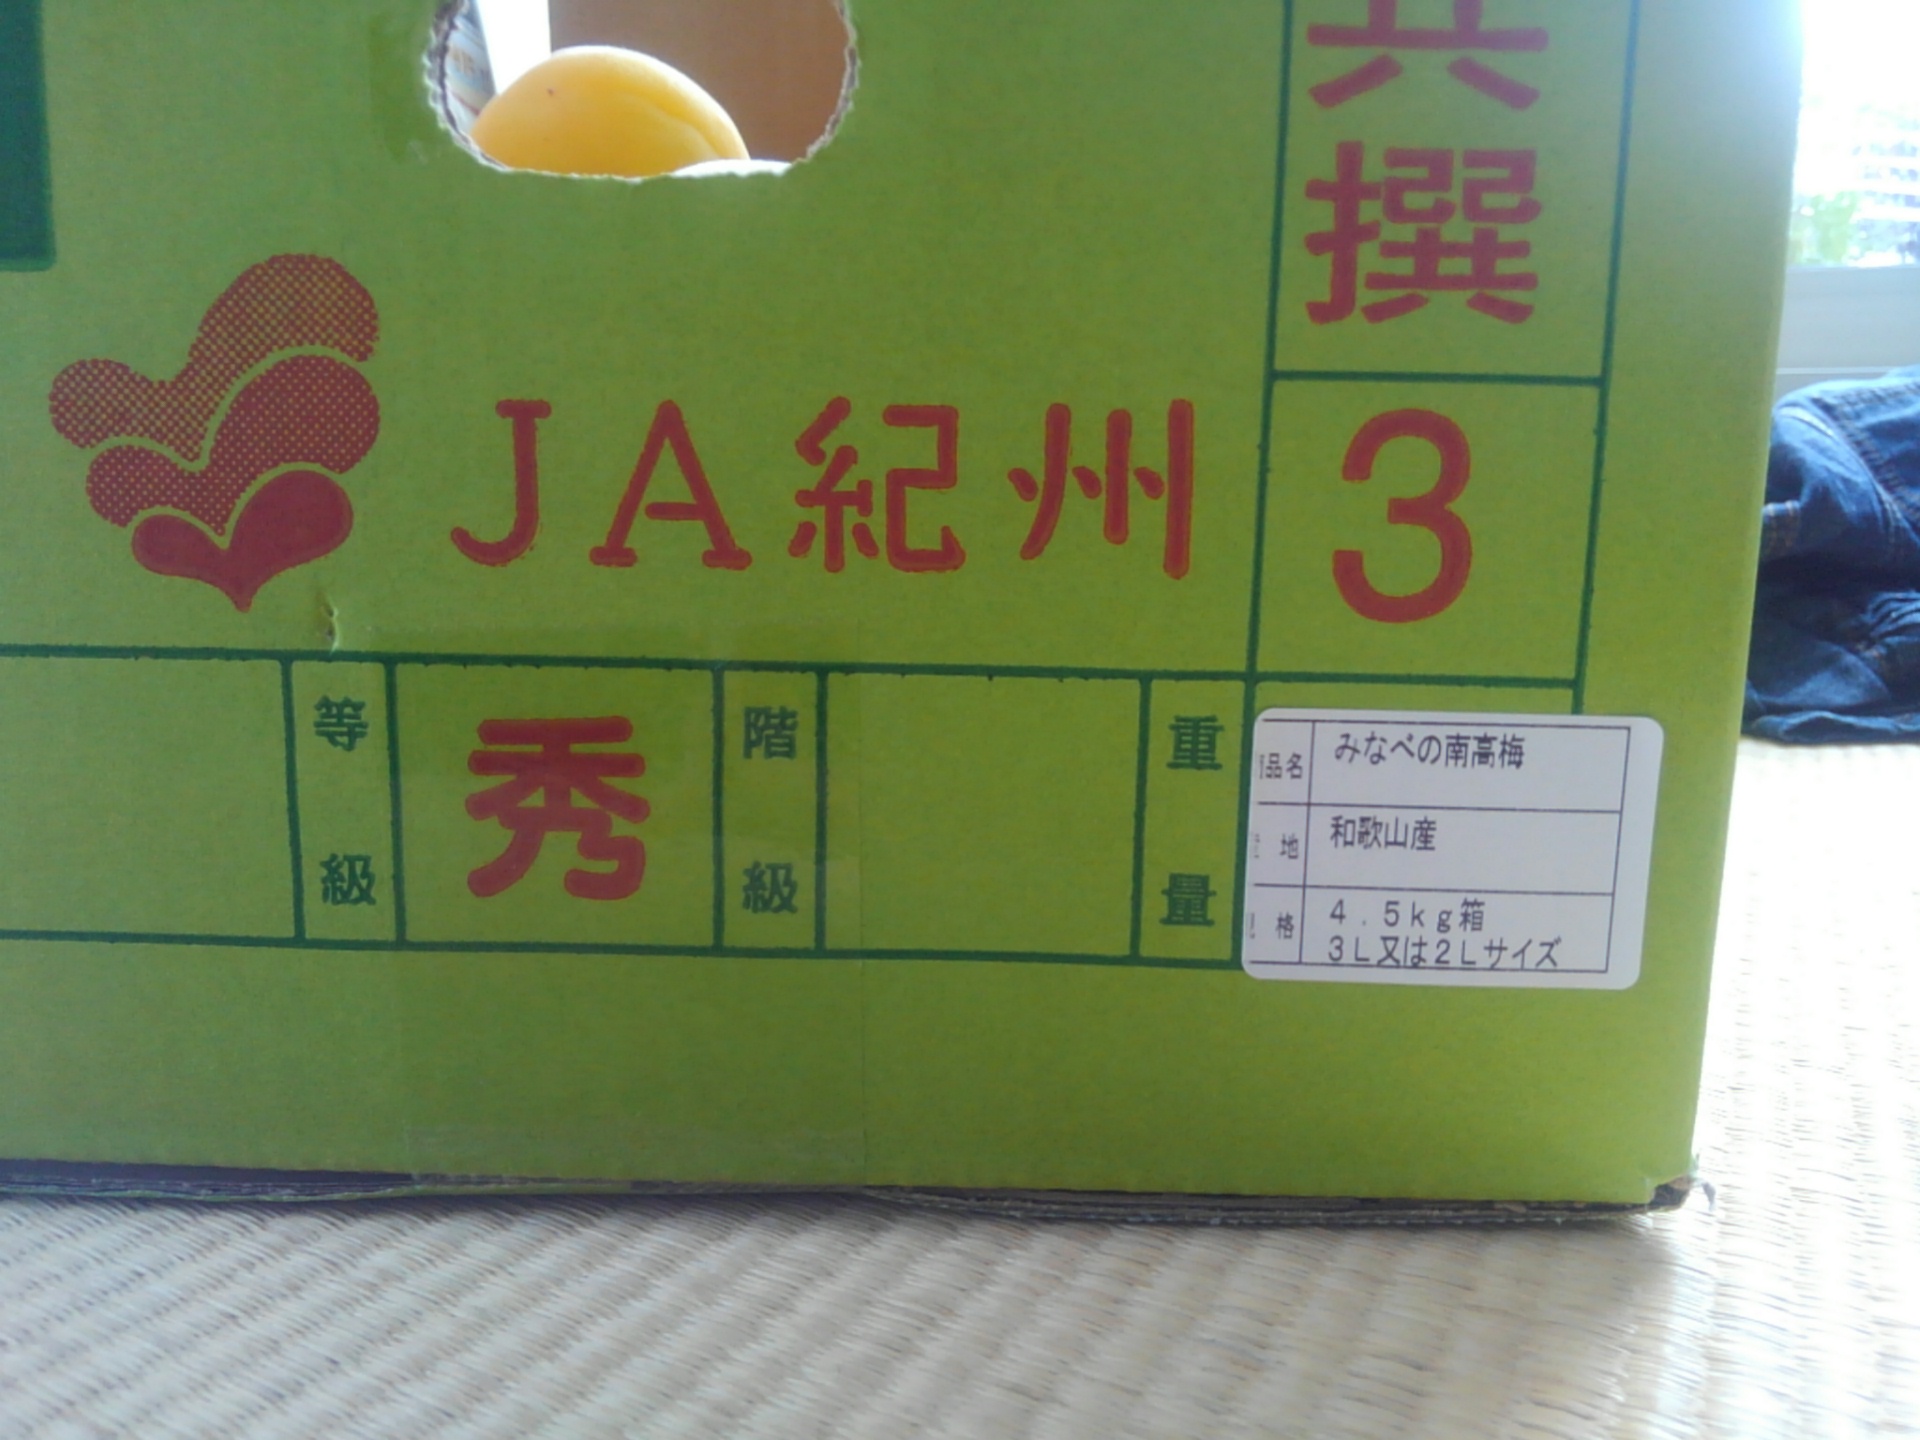 共撰
3
JA紀州
等級
秀
階級
重量
品名 みなべの南高梅
地 和歌山産
格 4.5kg箱
3L又は2Lサイズ